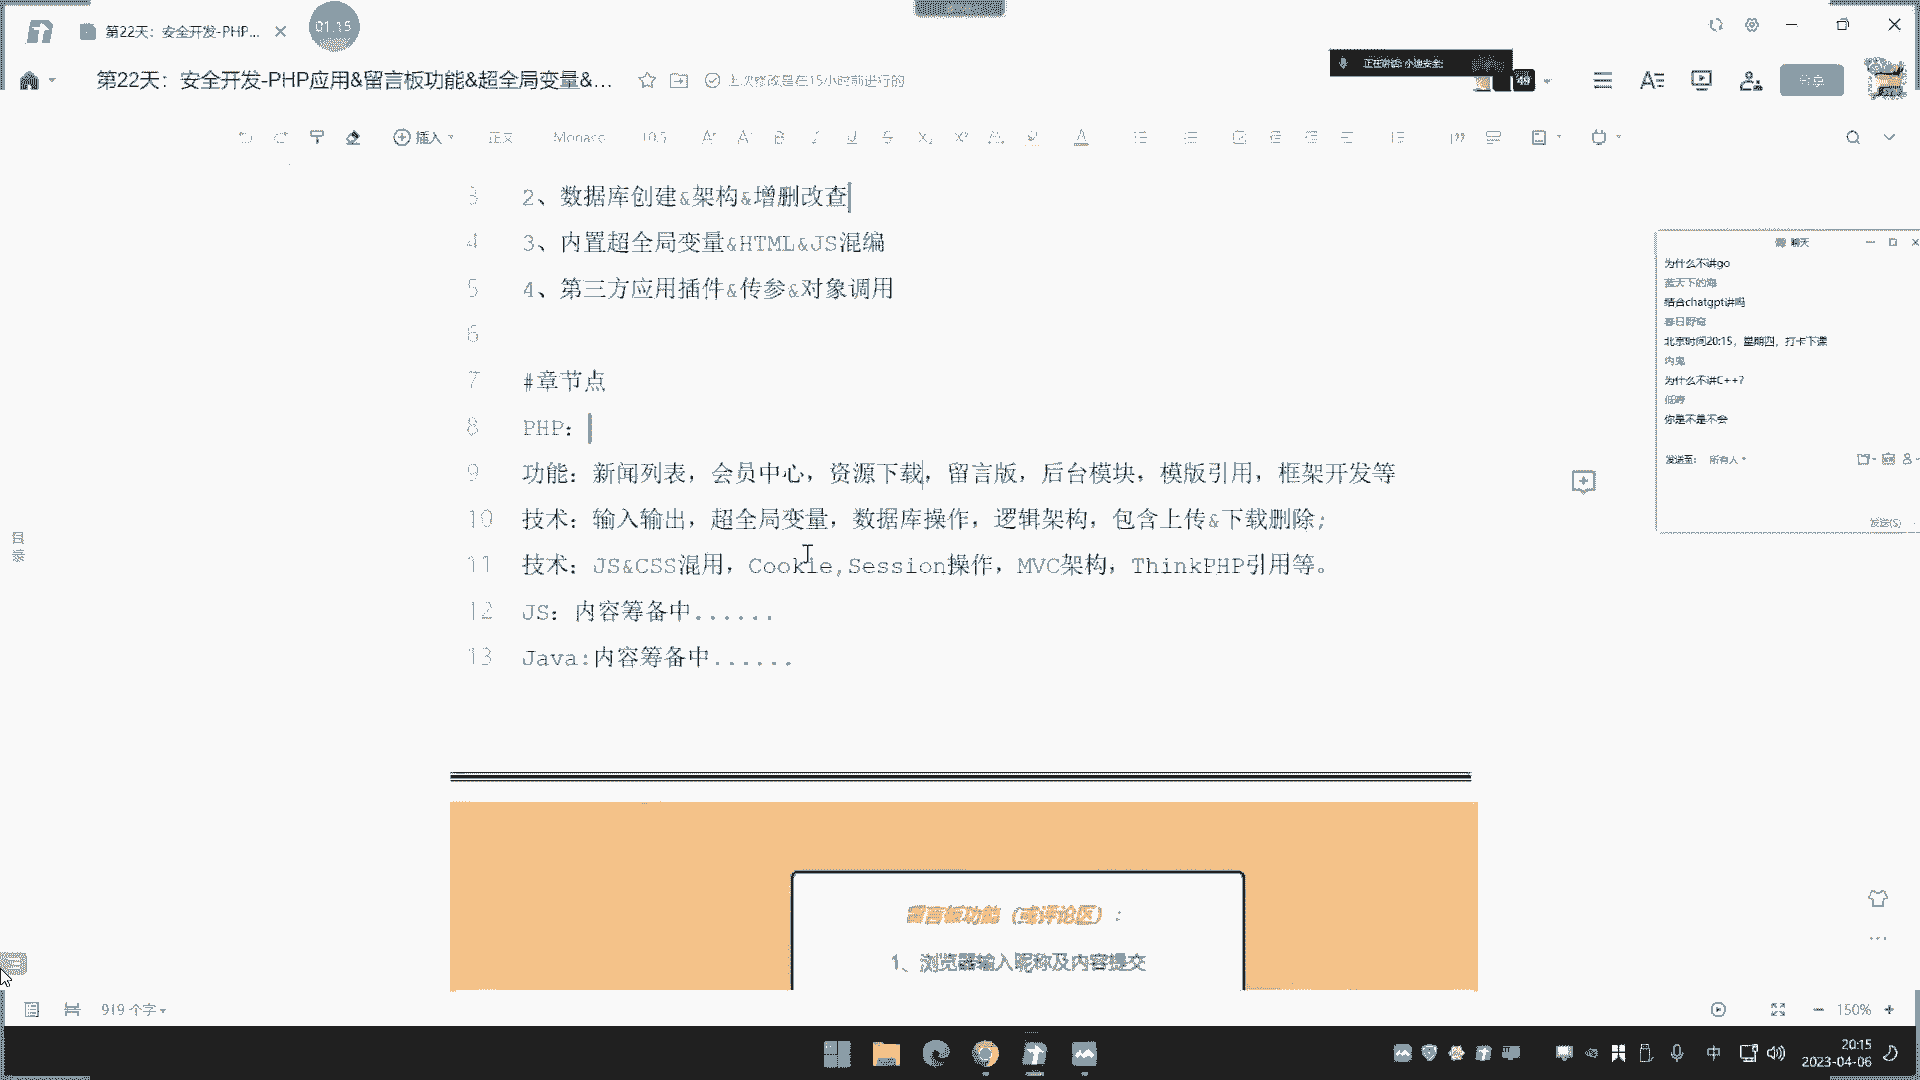 第22天：安全开发-PHP...
01:15
第22天：安全开发-PHP应用&留言板功能&超全局变量&...
上次修改是在15小时前进行的
正在讲话: 小迪安全;
49
分享
插入
正文
Monaco
10.5
3 2、数据库创建&架构&增删改查
4 3、内置超全局变量&HTML&JS混编
5 4、第三方应用插件&传参&对象调用
6
7 #章节点
8 PHP：
9 功能：新闻列表，会员中心，资源下载，留言版，后台模块，模版引用，框架开发等
10 技术：输入输出，超全局变量，数据库操作，逻辑架构，包含上传&下载删除;
11 技术：JS&CSS混用，Cookie,Session操作，MVC架构，ThinkPHP引用等。
12 JS：内容筹备中......
13 Java:内容筹备中......
目录
留言板功能（或评论区）：
1、浏览器输入昵称及内容提交
聊天
为什么不讲go
蓝天下的海
结合chatgpt讲吗
春日野穹
北京时间20:15，星期四，打卡下课
内鬼
为什么不讲C++?
低哼
你是不是不会
发送至： 所有人
发送(S)
919 个字
150%
中
20:15
2023-04-06